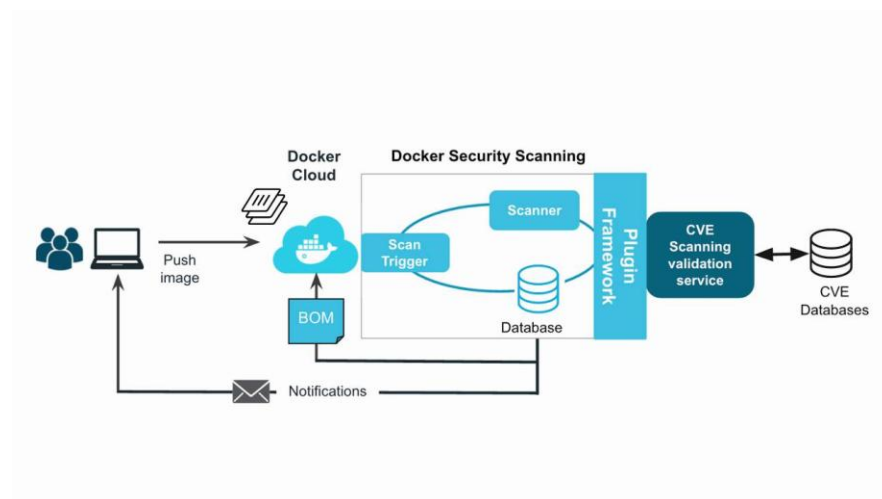 Docker
Cloud
Docker Security Scanning
Push
image
Scan
Trigger
Scanner
Database
Plugin
Framework
CVE
Scanning
validation
service
CVE
Databases
BOM
Notifications